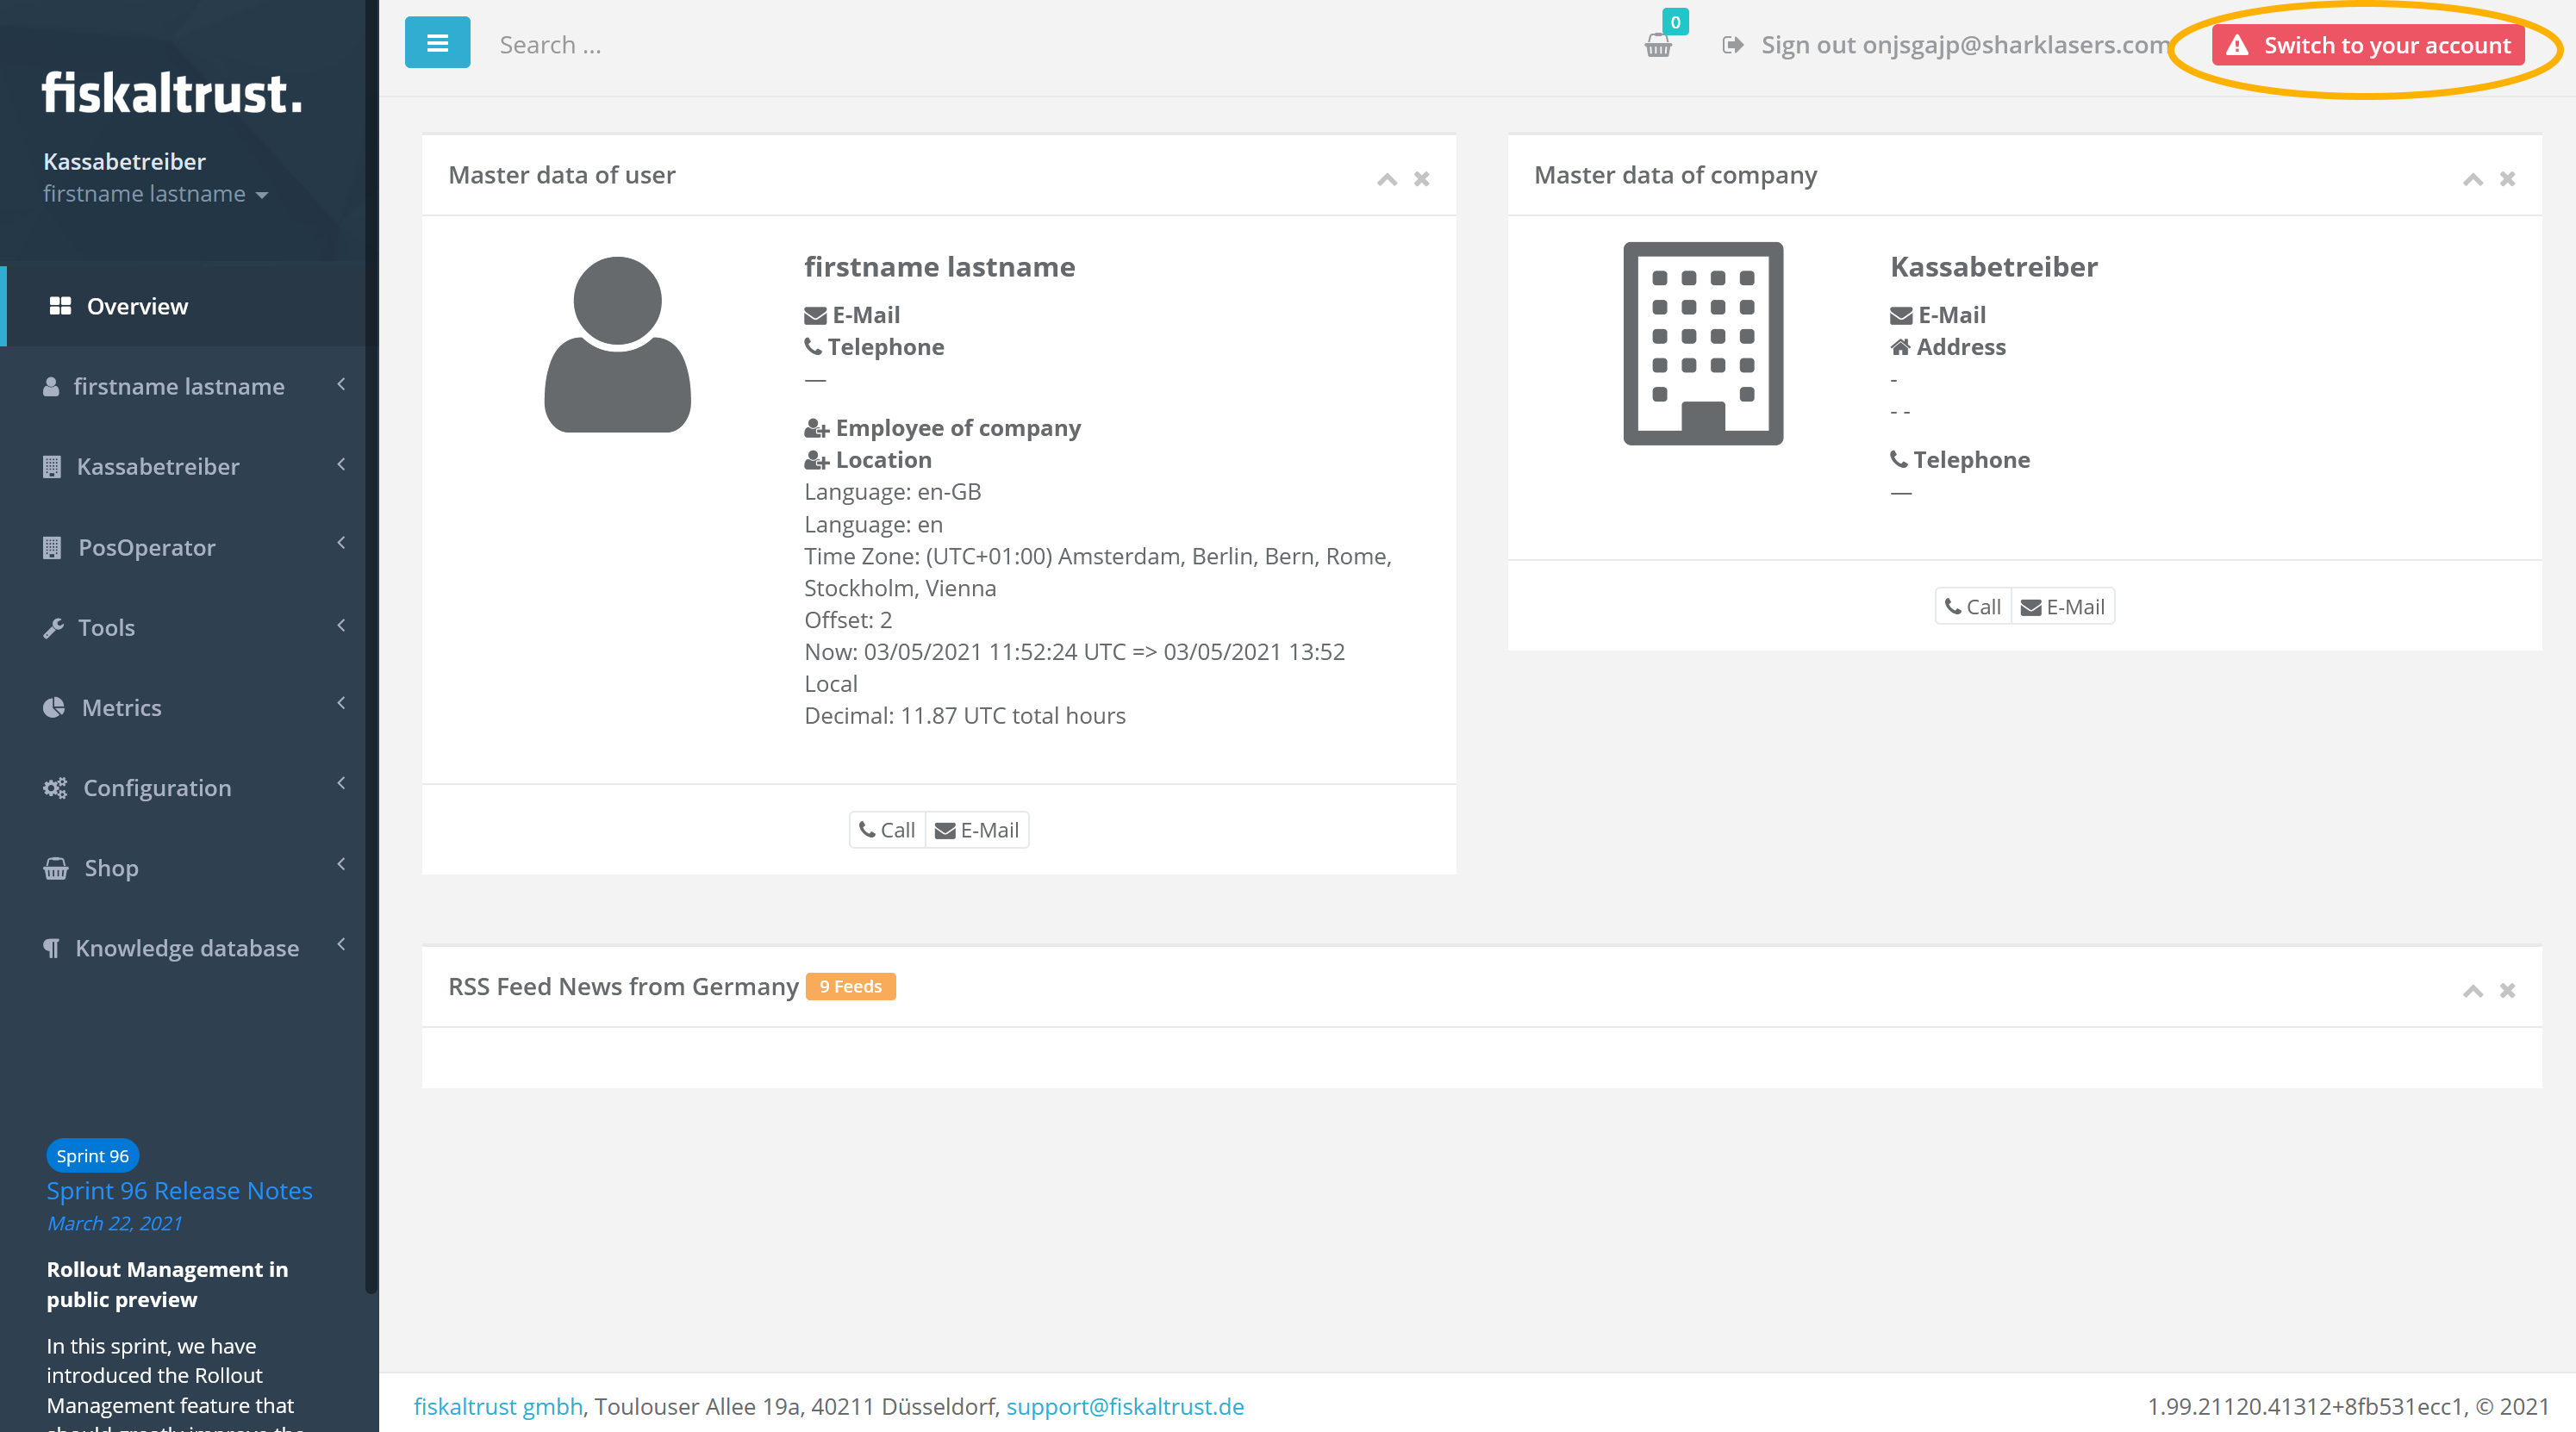 fiskaltrust.
Kassabetreiber
firstname lastname
Overview
firstname lastname
Kassabetreiber
PosOperator
Tools
Metrics
Configuration
Shop
Knowledge database
Sprint 96
Sprint 96 Release Notes
March 22, 2021
Rollout Management in
public preview
In this sprint, we have
introduced the Rollout
Management feature that
should greatly improve the
Search ...
0
Sign out onjsgajp@sharklasers.com
Switch to your account
Master data of user
firstname lastname
E-Mail
Telephone
—
Employee of company
Location
Language: en-GB
Language: en
Time Zone: (UTC+01:00) Amsterdam, Berlin, Bern, Rome,
Stockholm, Vienna
Offset: 2
Now: 03/05/2021 11:52:24 UTC => 03/05/2021 13:52
Local
Decimal: 11.87 UTC total hours
Call
E-Mail
Master data of company
Kassabetreiber
E-Mail
Address
-
- -
Telephone
—
Call
E-Mail
RSS Feed News from Germany 9 Feeds
fiskaltrust gmbh, Toulouser Allee 19a, 40211 Düsseldorf, support@fiskaltrust.de
1.99.21120.41312+8fb531ecc1, © 2021